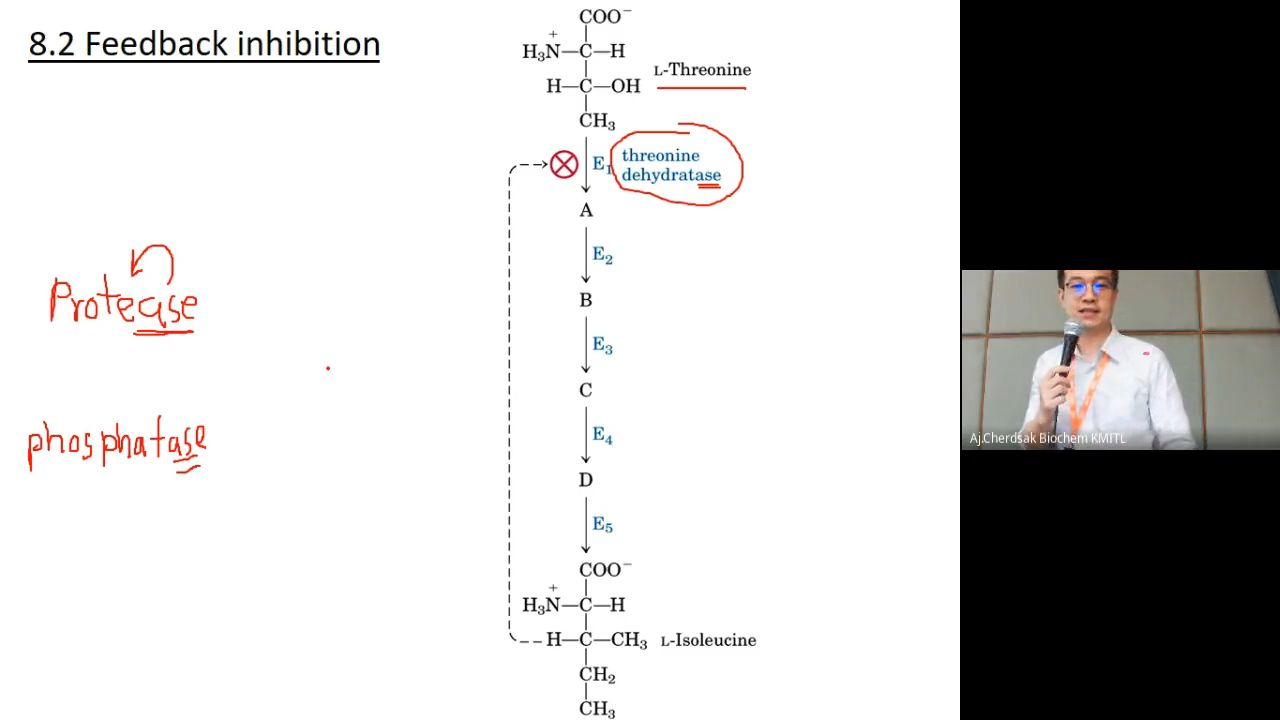 8.2 Feedback inhibition
COO⁻
H₃N⁺—C—H
H—C—OH
CH₃
L-Threonine
E₁ threonine
dehydratase
A
E₂
B
E₃
C
E₄
D
E₅
COO⁻
H₃N⁺—C—H
H—C—CH₃ L-Isoleucine
CH₂
CH₃
Protease
phosphatase
Aj.Cherdsak Biochem KMITL